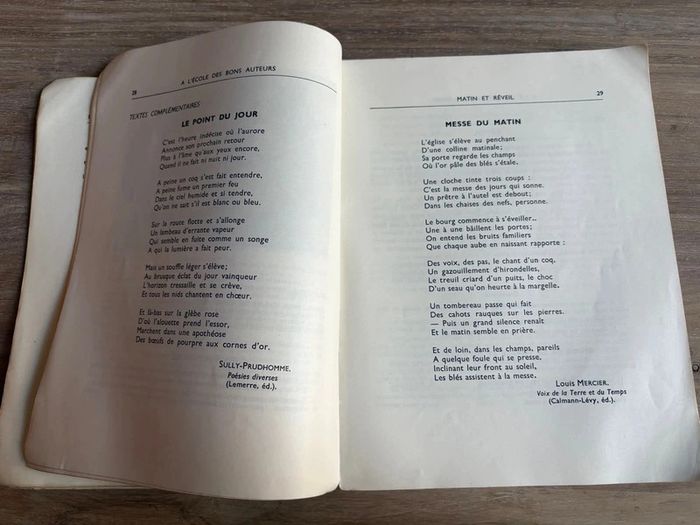 28
A L'ÉCOLE DES BONS AUTEURS
TEXTES COMPLÉMENTAIRES
LE POINT DU JOUR
C'est l'heure indécise où l'aurore
Annonce son prochain retour
Plus à l'âme qu'aux yeux encore,
Quand il ne fait ni nuit ni jour.
A peine un coq s'est fait entendre,
A peine fume un premier feu
Dans le ciel humide et si tendre,
Qu'on ne sait s'il est blanc ou bleu.
Sur la route flotte et s'allonge
Un lambeau d'errante vapeur
Qui semble en fuite comme un songe
A qui la lumière a fait peur.
Mais un souffle léger s'élève;
Au brusque éclat du jour vainqueur
L'horizon tressaille et se crève,
Et tous les nids chantent en chœur.
Et là-bas sur la glèbe rose
D'où l'alouette prend l'essor,
Marchent dans une apothéose
Des bœufs de pourpre aux cornes d'or.
SULLY-PRUDHOMME.
Poésies diverses
(Lemerre, éd.).
MATIN ET RÉVEIL
29
MESSE DU MATIN
L'église s'élève au penchant
D'une colline matinale;
Sa porte regarde les champs
Où l'or pâle des blés s'étale.
Une cloche tinte trois coups :
C'est la messe des jours qui sonne.
Un prêtre à l'autel est debout;
Dans les chaises des nefs, personne.
Le bourg commence à s'éveiller..
Une à une bâillent les portes;
On entend les bruits familiers
Que chaque aube en naissant rapporte :
Des voix, des pas, le chant d'un coq,
Un gazouillement d'hirondelles,
Le treuil criard d'un puits, le choc
D'un seau qu'on heurte à la margelle.
Un tombereau passe qui fait
Des cahots rauques sur les pierres.
— Puis un grand silence renaît
Et le matin semble en prière.
Et de loin, dans les champs, pareils
A quelque foule qui se presse,
Inclinant leur front au soleil,
Les blés assistent à la messe.
LOUIS MERCIER.
Voix de la Terre et du Temps
(Calmann-Lévy, éd.)